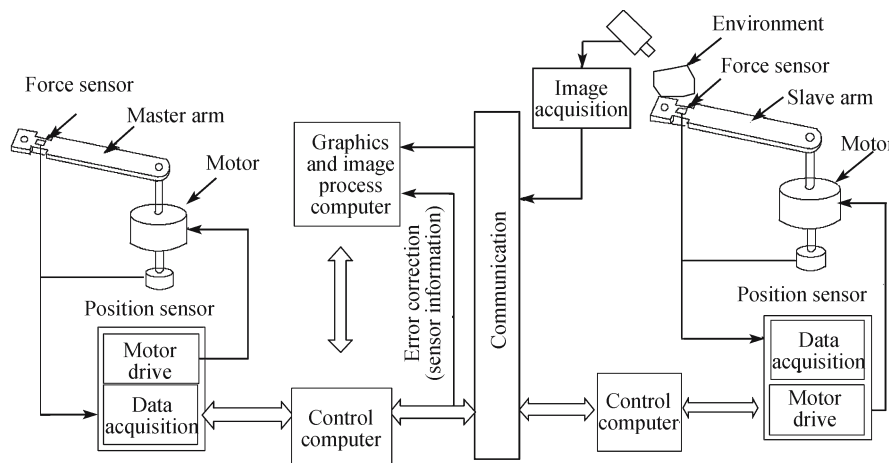 Force sensor
Master arm
Motor
Position sensor
Motor
drive
Data
acquisition
Graphics
and image
process
computer
Control
computer
Error correction
(sensor information)
Communication
Image
acquisition
Environment
Force sensor
Slave arm
Motor
Position sensor
Control
computer
Data
acquisition
Motor
drive